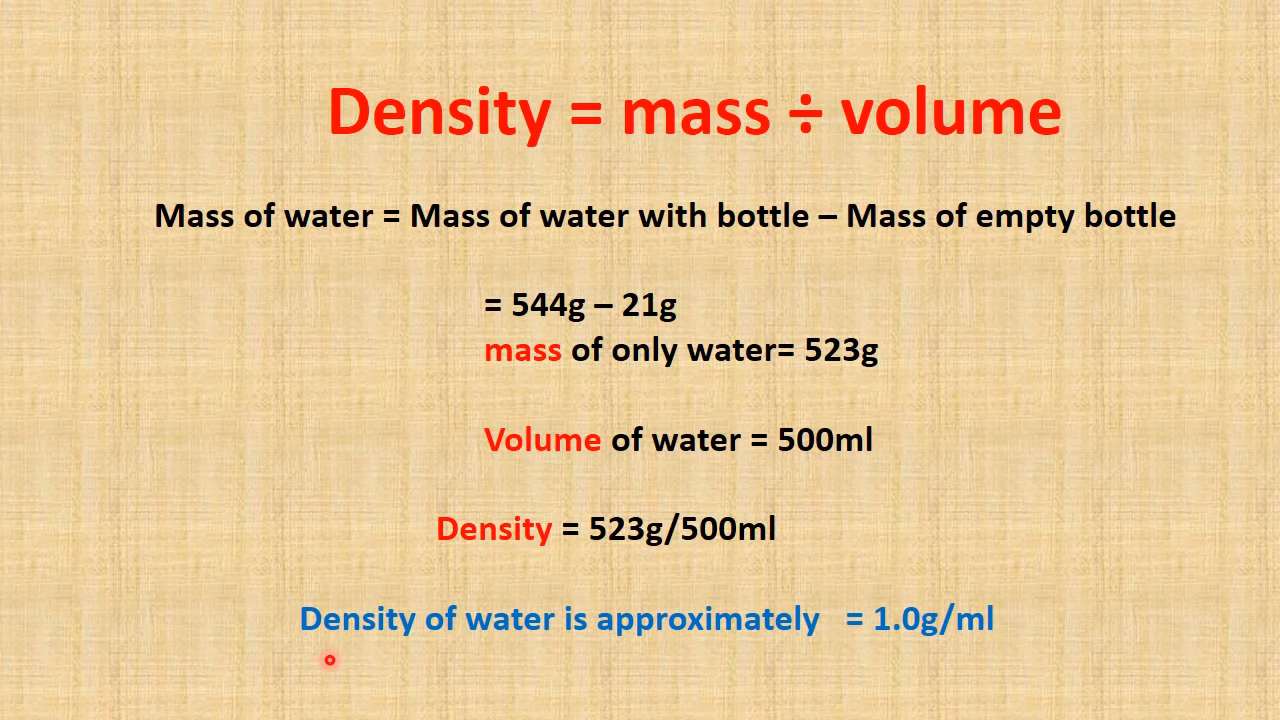 Density = mass ÷ volume
Mass of water = Mass of water with bottle – Mass of empty bottle
= 544g – 21g
mass of only water= 523g
Volume of water = 500ml
Density = 523g/500ml
Density of water is approximately   = 1.0g/ml